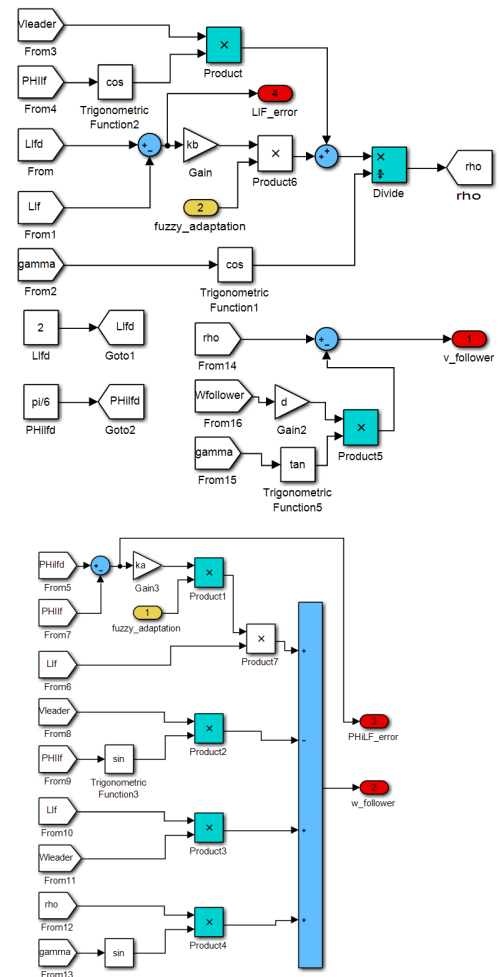 Vleader
From3
×
Product
PHIlf
From4
cos
Trigonometric
Function2
4
LlF_error
Llfd
From
kb
Gain
×
Product6
×
÷
Divide
rho
rho
Llf
From1
2
fuzzy_adaptation
gamma
From2
cos
Trigonometric
Function1
2
Llfd
Llfd
Goto1
pi/6
PHilfd
PHilfd
Goto2
rho
From14
1
v_follower
Wfollower
From16
d
Gain2
×
Product5
gamma
From15
tan
Trigonometric
Function5
PHilfd
From5
ka
Gain3
×
Product1
PHIlf
From7
1
fuzzy_adaptation
×
Product7
Llf
From6
Vleader
From8
×
Product2
3
PHiLF_error
PHIlf
From9
sin
Trigonometric
Function3
2
w_follower
Llf
From10
×
Product3
Wleader
From11
rho
From12
×
Product4
gamma
From13
sin